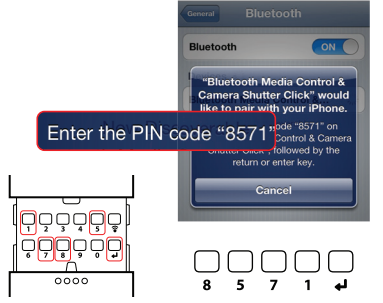 General
Bluetooth
Bluetooth
ON
"Bluetooth Media Control &
Camera Shutter Click" would
like to pair with your iPhone.
Enter the PIN code "8571"
ode "8571" on
Control & Camera
Shutter Click", followed by the
return or enter key.
Cancel
1 2 3 4 5
6 7 8 9 0 ↵
8 5 7 1 ↵